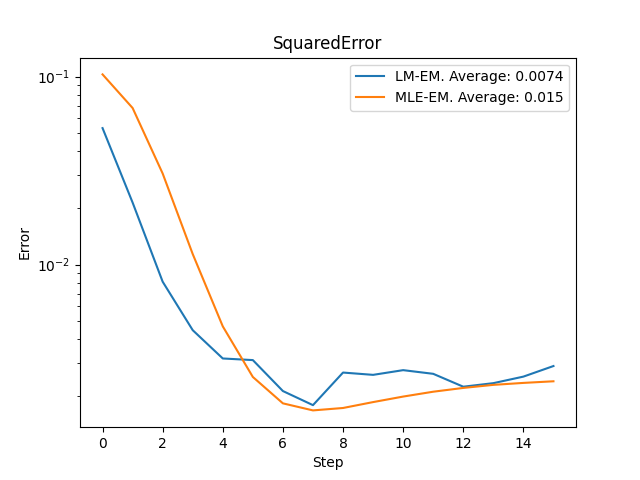 SquaredError
LM-EM. Average: 0.0074
MLE-EM. Average: 0.015
10⁻¹
10⁻²
Error
0 2 4 6 8 10 12 14
Step